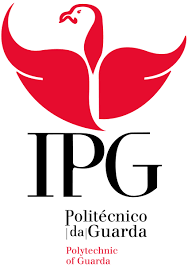 IPG
Politécnico
|da|Guarda
Polytechnic
of Guarda